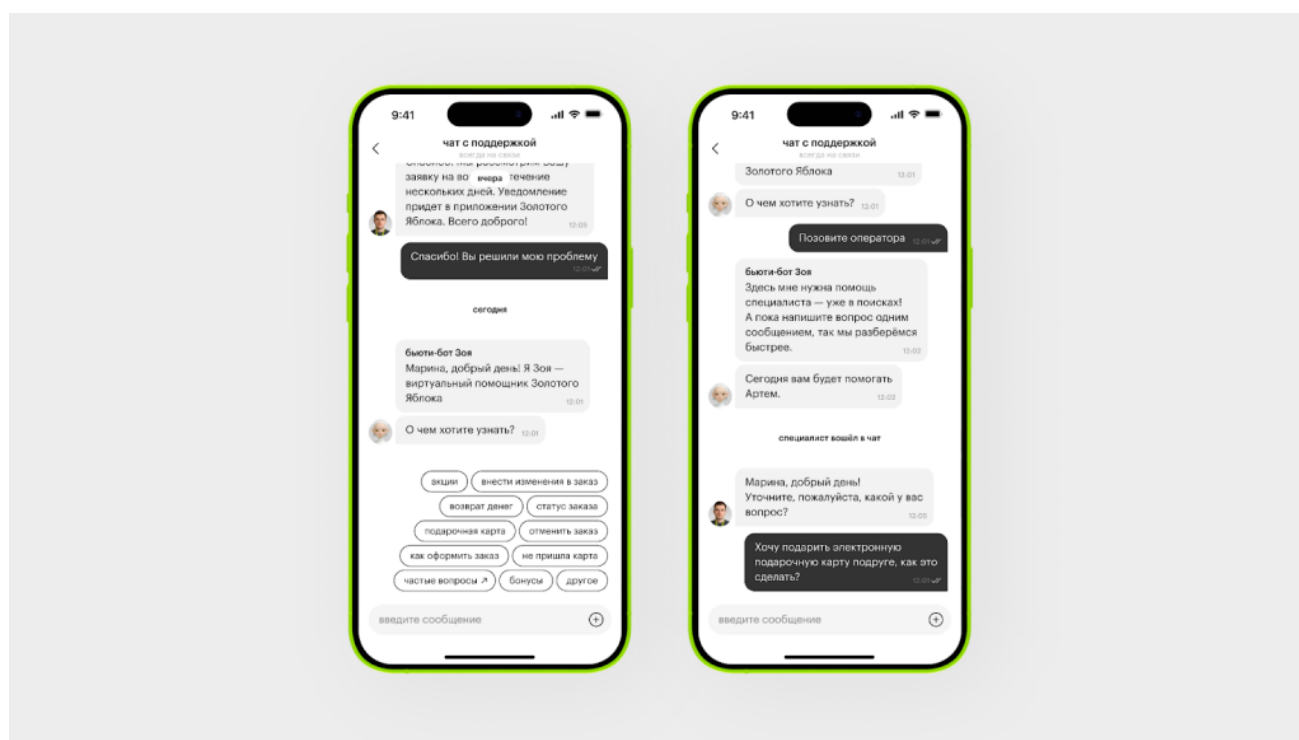 9:41
чат с поддержкой
всегда на связи
Спасибо! Мы рассмотрим вашу
заявку на во
вчера
течение
нескольких дней. Уведомление
придет в приложении Золотого
Яблока. Всего доброго!
12:05
Спасибо! Вы решили мою проблему
12:01
сегодня
бьюти-бот Зоя
Марина, добрый день! Я Зоя —
виртуальный помощник Золотого
Яблока
12:01
О чем хотите узнать? 12:01
акции
внести изменения в заказ
возврат денег
статус заказа
подарочная карта
отменить заказ
как оформить заказ
не пришла карта
частые вопросы ↗
бонусы
другое
введите сообщение
9:41
чат с поддержкой
всегда на связи
Золотого Яблока
12:01
О чем хотите узнать? 12:01
Позовите оператора 12:01
бьюти-бот Зоя
Здесь мне нужна помощь
специалиста — уже в поисках!
А пока напишите вопрос одним
сообщением, так мы разберёмся
быстрее.
12:02
Сегодня вам будет помогать
Артем.
12:02
специалист вошёл в чат
Марина, добрый день!
Уточните, пожалуйста, какой у вас
вопрос?
12:05
Хочу подарить электронную
подарочную карту подруге, как это
сделать?
12:01
введите сообщение